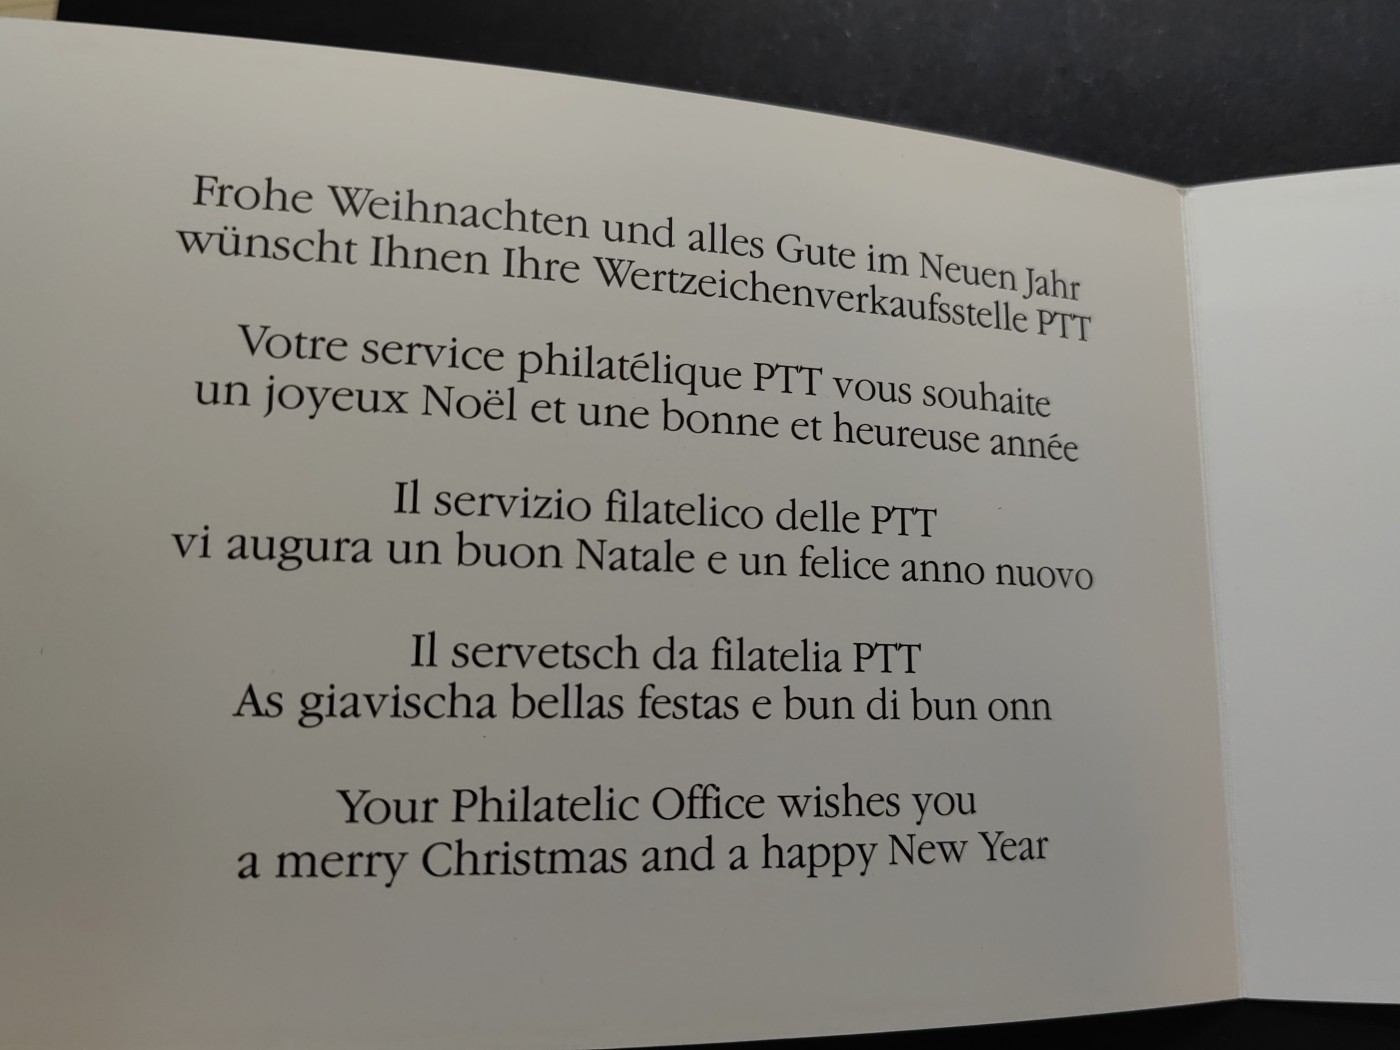 Frohe Weihnachten und alles Gute im Neuen Jahr
wünscht Ihnen Ihre Wertzeichenverkaufsstelle PTT
Votre service philatélique PTT vous souhaite
un joyeux Noël et une bonne et heureuse année
Il servizio filatelico delle PTT
vi augura un buon Natale e un felice anno nuovo
Il servetsch da filatelia PTT
As giavischa bellas festas e bun di bun onn
Your Philatelic Office wishes you
a merry Christmas and a happy New Year